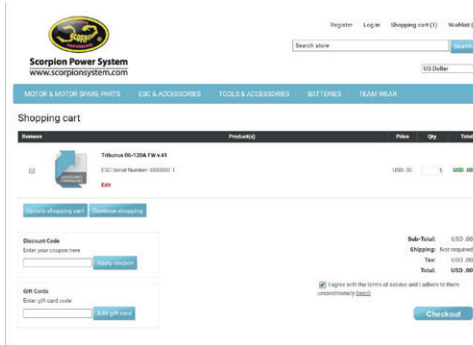 Register Log in Shopping cart (1) Wishlist
SCORPION
Scorpion Power System
www.scorpionsystem.com
Search store
Search
US Dollar
MOTOR & MOTOR SPARE PARTS ESC & ACCESSORIES TOOLS & ACCESSORIES BATTERIES TEAM WEAR
Shopping cart
Remove Product(s) Price Qty. Total
Tribunus 06-120A FW v.41
ESC Serial Number: 000000 1
Edit
USD .00 1 USD .00
Update shopping cart Continue shopping
Discount Code
Enter your coupon here
Apply coupon
Gift Cards
Enter gift card code
Add gift card
Sub-Total: USD .00
Shipping: Not required
Tax: USD .00
Total: USD .00
I agree with the terms of service and I adhere to them
unconditionally (read)
Checkout